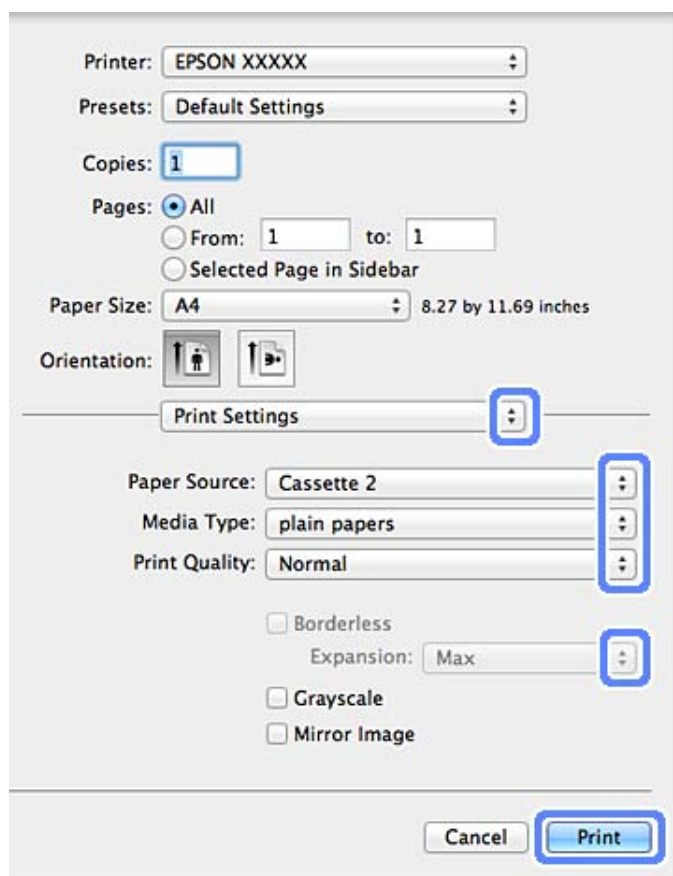 Printer: EPSON XXXXX
Presets: Default Settings
Copies: 1
Pages: All
From: 1 to: 1
Selected Page in Sidebar
Paper Size: A4 8.27 by 11.69 inches
Orientation:
Print Settings
Paper Source: Cassette 2
Media Type: plain papers
Print Quality: Normal
Borderless
Expansion: Max
Grayscale
Mirror Image
Cancel Print